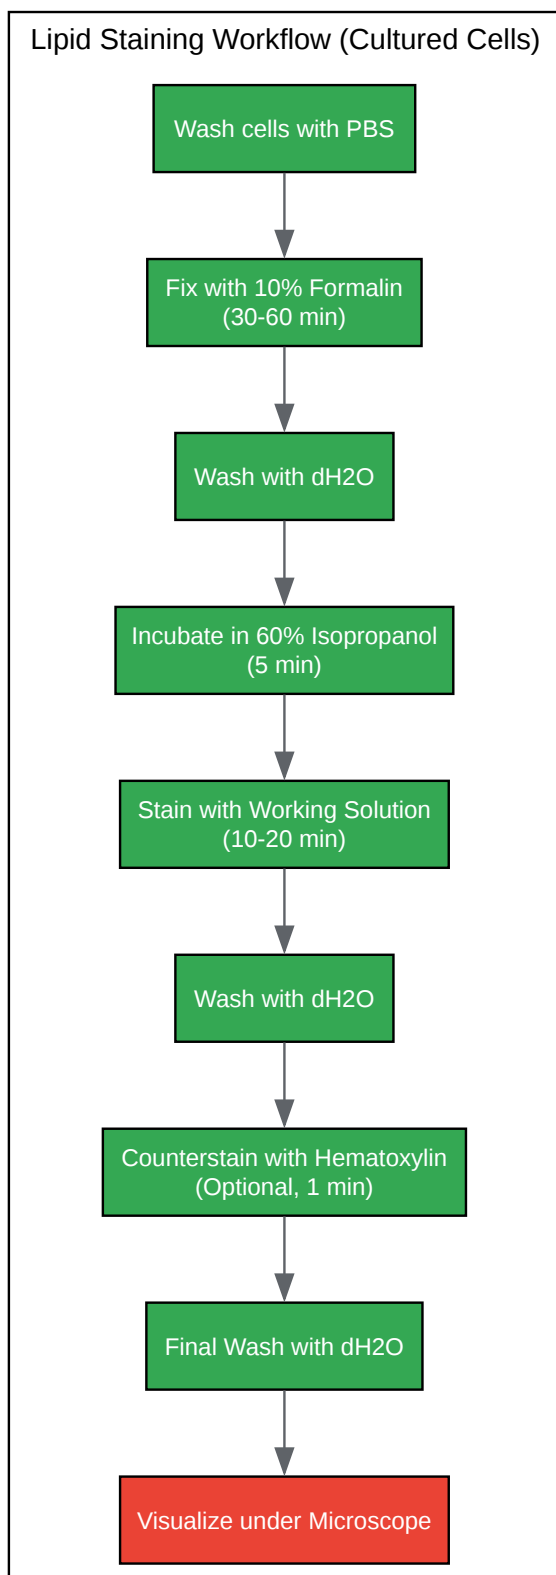 Lipid Staining Workflow (Cultured Cells)
Wash cells with PBS
Fix with 10% Formalin
(30-60 min)
Wash with dH2O
Incubate in 60% Isopropanol
(5 min)
Stain with Working Solution
(10-20 min)
Wash with dH2O
Counterstain with Hematoxylin
(Optional, 1 min)
Final Wash with dH2O
Visualize under Microscope